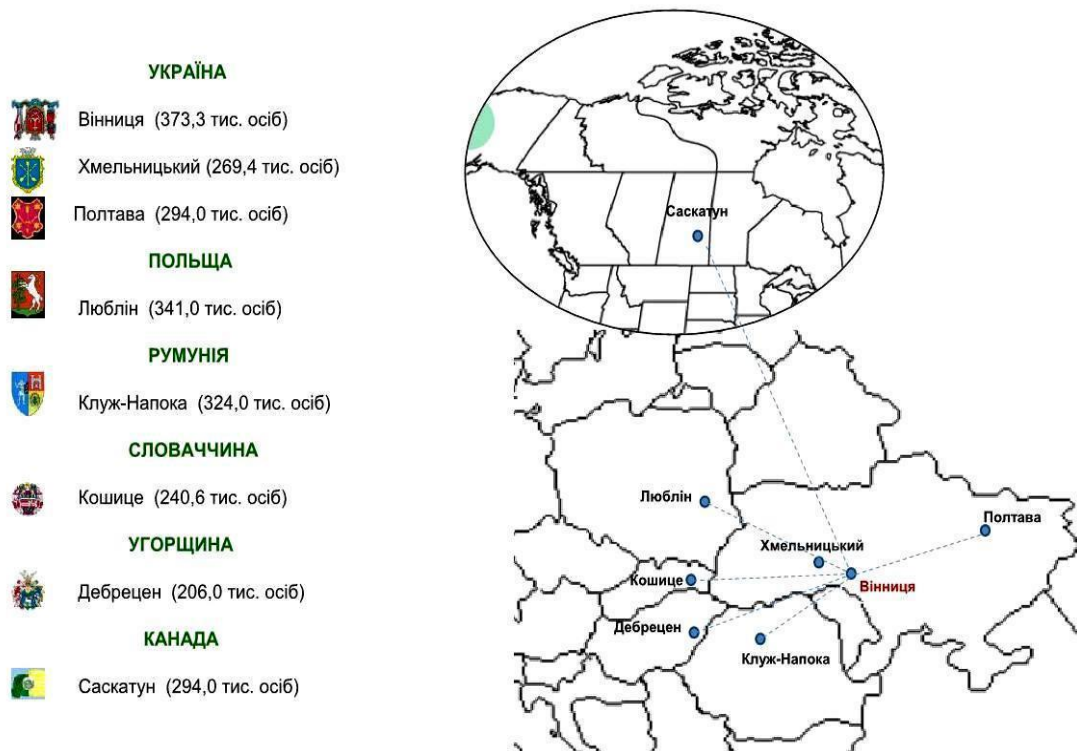 УКРАЇНА
Вінниця (373,3 тис. осіб)
Хмельницький (269,4 тис. осіб)
Полтава (294,0 тис. осіб)
ПОЛЬЩА
Люблін (341,0 тис. осіб)
РУМУНІЯ
Клуж-Напока (324,0 тис. осіб)
СЛОВАЧЧИНА
Кошице (240,6 тис. осіб)
УГОРЩИНА
Дебрецен (206,0 тис. осіб)
КАНАДА
Саскатун (294,0 тис. осіб)
Саскатун
Люблін
Полтава
Хмельницький
Кошице
Вінниця
Дебрецен
Клуж-Напока